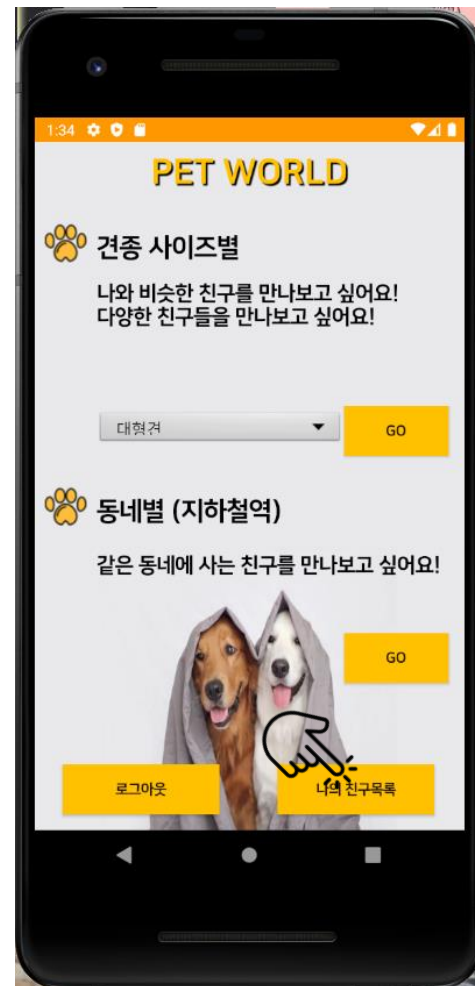 1:34
PET WORLD
견종 사이즈별
나와 비슷한 친구를 만나보고 싶어요!
다양한 친구들을 만나보고 싶어요!
대형견
GO
동네별 (지하철역)
같은 동네에 사는 친구를 만나보고 싶어요!
GO
로그아웃
나의 친구목록